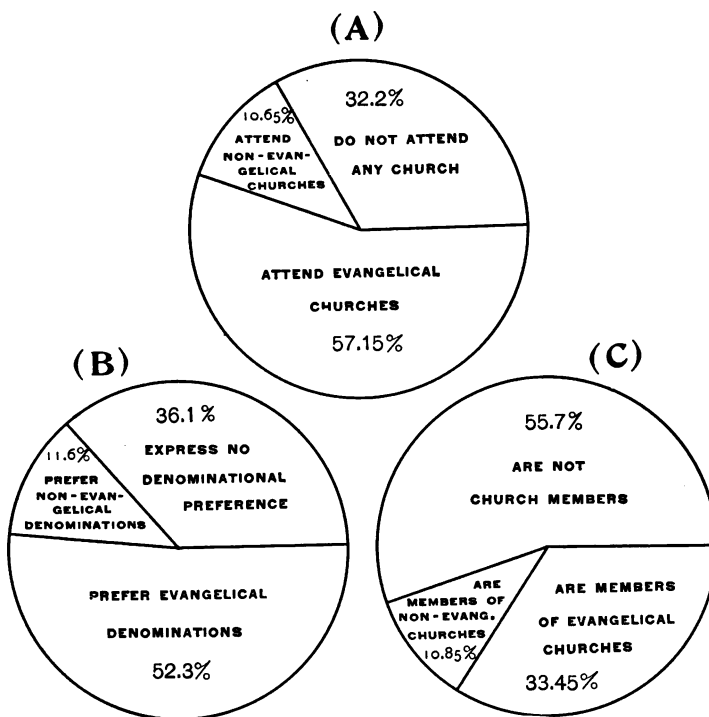 (A)
10.65%
ATTEND
NON-EVAN-
GELICAL
CHURCHES
32.2%
DO NOT ATTEND
ANY CHURCH
ATTEND EVANGELICAL
CHURCHES
57.15%
(B)
11.6%
PREFER
NON-EVAN-
GELICAL
DENOMINATIONS
36.1%
EXPRESS NO
DENOMINATIONAL
PREFERENCE
PREFER EVANGELICAL
DENOMINATIONS
52.3%
(C)
55.7%
ARE NOT
CHURCH MEMBERS
ARE
MEMBERS OF
NON-EVANG.
CHURCHES
10.85%
ARE MEMBERS
OF EVANGELICAL
CHURCHES
33.45%